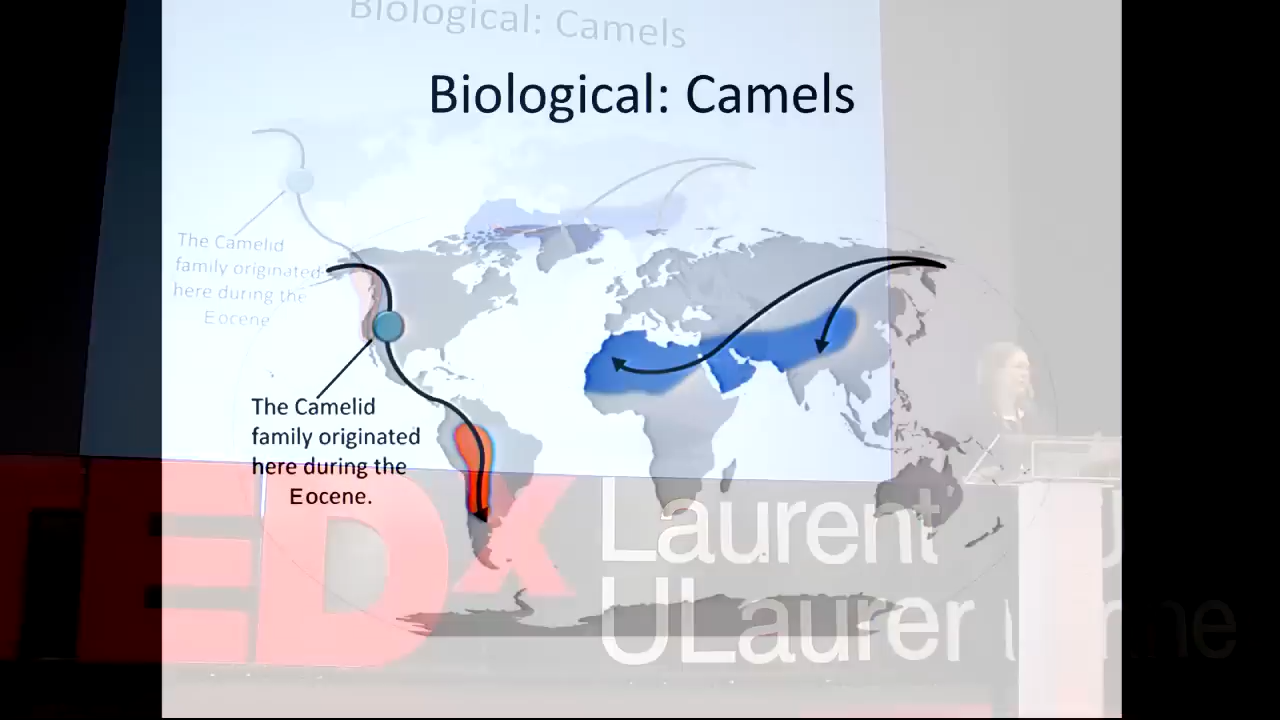 Biological: Camels
Biological: Camels
The Camelid
family originated
here during the
Eocene
The Camelid
family originated
here during the
Eocene.
TEDx
Laurent
ULaurer